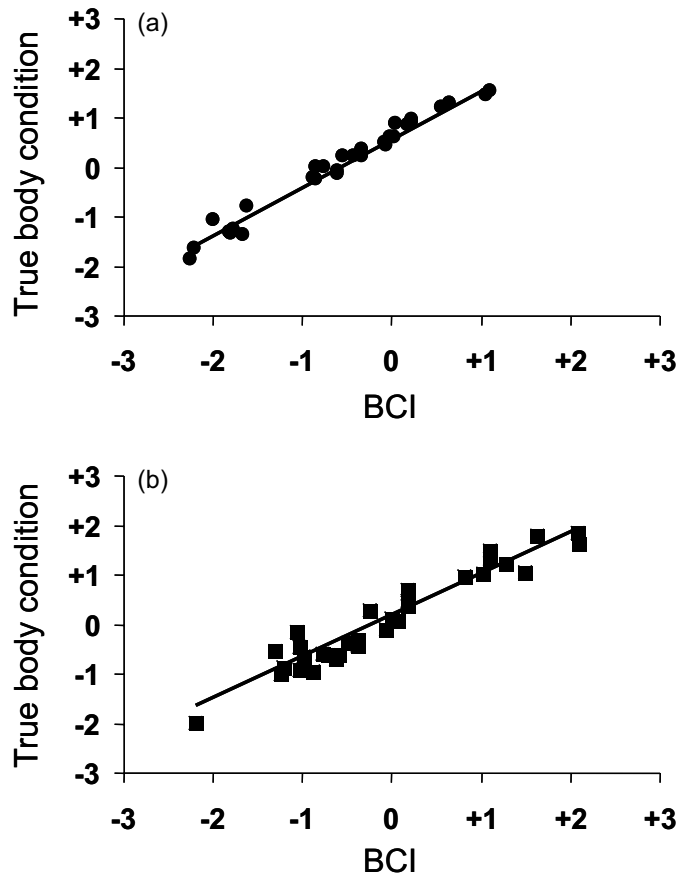 (a)
True body condition
+3
+2
+1
0
-1
-2
-3
-3 -2 -1 0 +1 +2 +3
BCI
(b)
True body condition
+3
+2
+1
0
-1
-2
-3
-3 -2 -1 0 +1 +2 +3
BCI